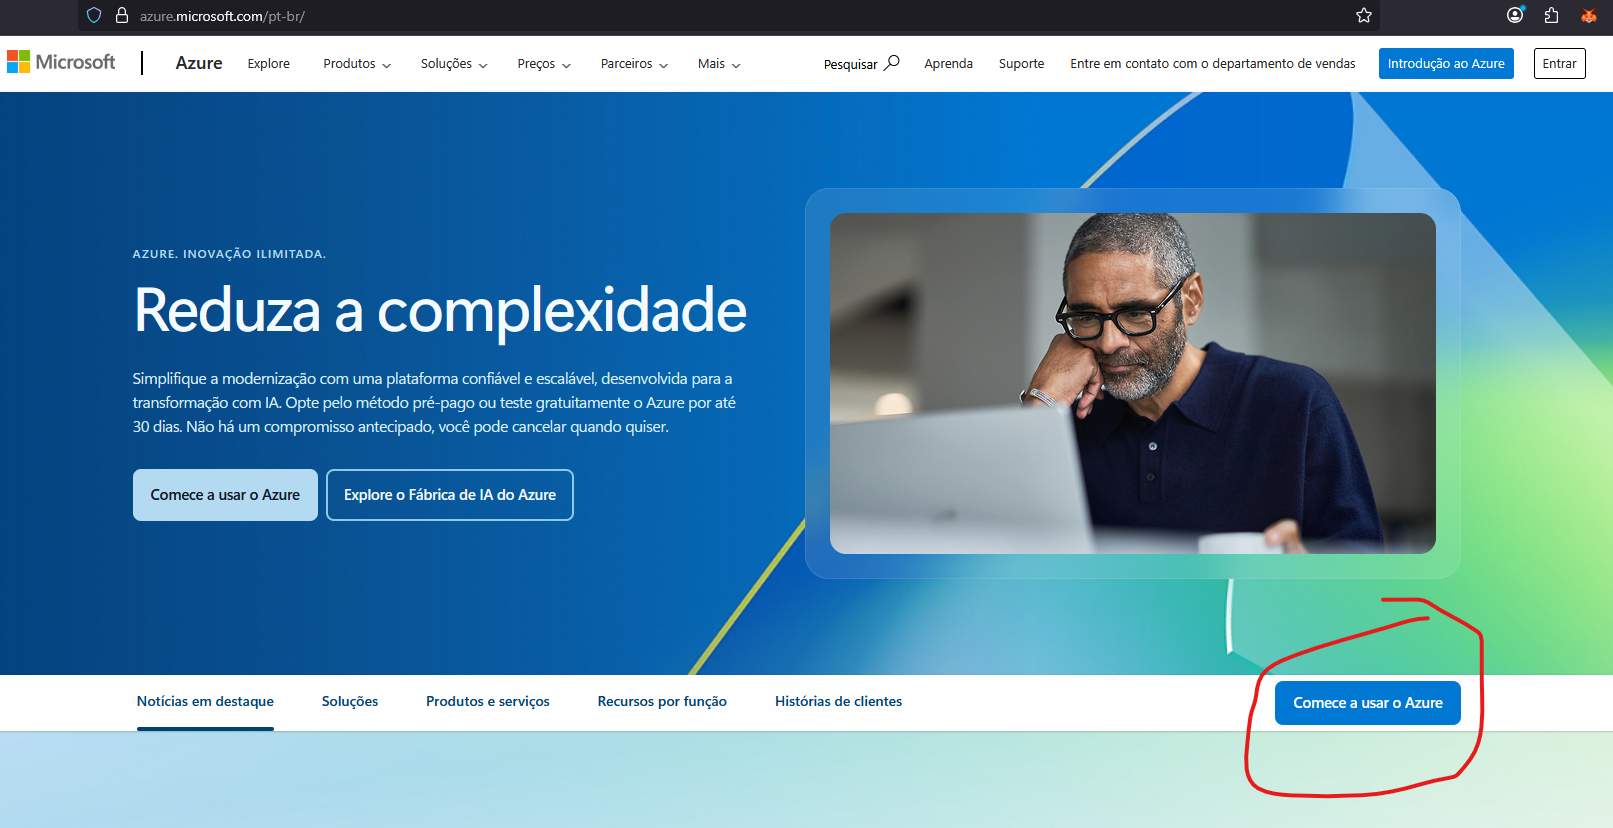 azure.microsoft.com/pt-br/
Microsoft
Azure
Explore
Produtos
Soluções
Preços
Parceiros
Mais
Pesquisar
Aprenda
Suporte
Entre em contato com o departamento de vendas
Introdução ao Azure
Entrar
AZURE. INOVAÇÃO ILIMITADA.
Reduza a complexidade
Simplifique a modernização com uma plataforma confiável e escalável, desenvolvida para a
transformação com IA. Opte pelo método pré-pago ou teste gratuitamente o Azure por até
30 dias. Não há um compromisso antecipado, você pode cancelar quando quiser.
Comece a usar o Azure
Explore o Fábrica de IA do Azure
Notícias em destaque
Soluções
Produtos e serviços
Recursos por função
Histórias de clientes
Comece a usar o Azure